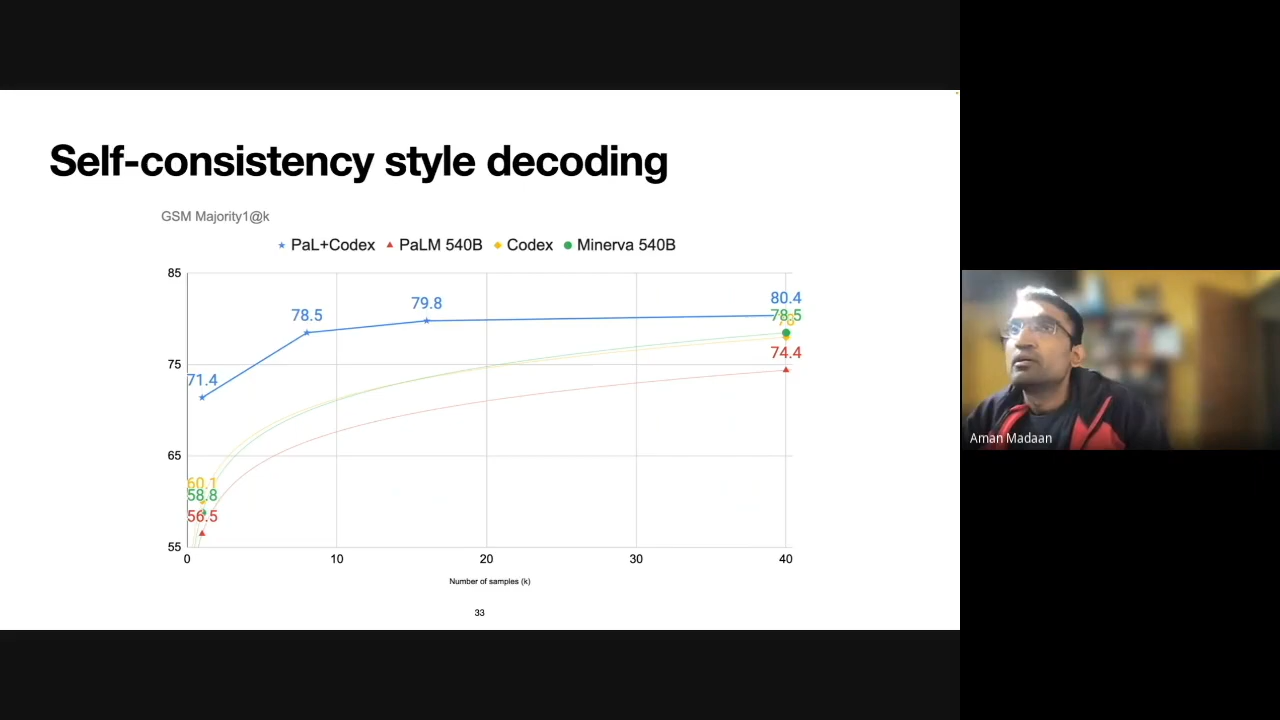 Self-consistency style decoding
GSM Majority1@k
PaL+Codex PaLM 540B Codex Minerva 540B
85
80.4
79.8
78.5
78.5
78
75
74.4
71.4
65
60.1
58.8
56.5
55
0 10 20 30 40
Number of samples (k)
33
Aman Madaan